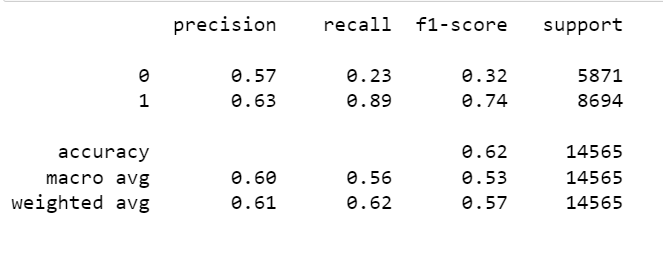 precision recall f1-score support
0 0.57 0.23 0.32 5871
1 0.63 0.89 0.74 8694
accuracy 0.62 14565
macro avg 0.60 0.56 0.53 14565
weighted avg 0.61 0.62 0.57 14565